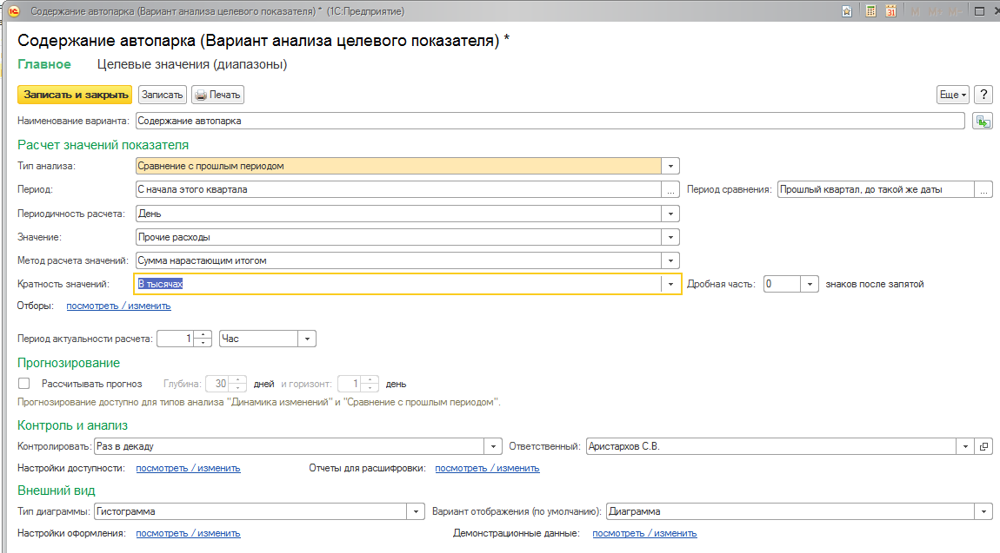 Содержание автопарка (Вариант анализа целевого показателя) * (1С:Предприятие)
31 M M+ M-
Содержание автопарка (Вариант анализа целевого показателя) *
Главное Целевые значения (диапазоны)
Записать и закрыть Записать Печать Еще ?
Наименование варианта: Содержание автопарка
Расчет значений показателя
Тип анализа: Сравнение с прошлым периодом
Период: С начала этого квартала ... Период сравнения: Прошлый квартал, до такой же даты ...
Периодичность расчета: День
Значение: Прочие расходы
Метод расчета значений: Сумма нарастающим итогом
Кратность значений: В тысячах Дробная часть: 0 знаков после запятой
Отборы: посмотреть / изменить
Период актуальности расчета: 1 Час
Прогнозирование
Рассчитывать прогноз Глубина: 30 дней и горизонт: 1 день
Прогнозирование доступно для типов анализа "Динамика изменений" и "Сравнение с прошлым периодом".
Контроль и анализ
Контролировать: Раз в декаду Ответственный: Аристархов С.В.
Настройки доступности: посмотреть / изменить Отчеты для расшифровки: посмотреть / изменить
Внешний вид
Тип диаграммы: Гистограмма Вариант отображения (по умолчанию): Диаграмма
Настройки оформления: посмотреть / изменить Демонстрационные данные: посмотреть / изменить